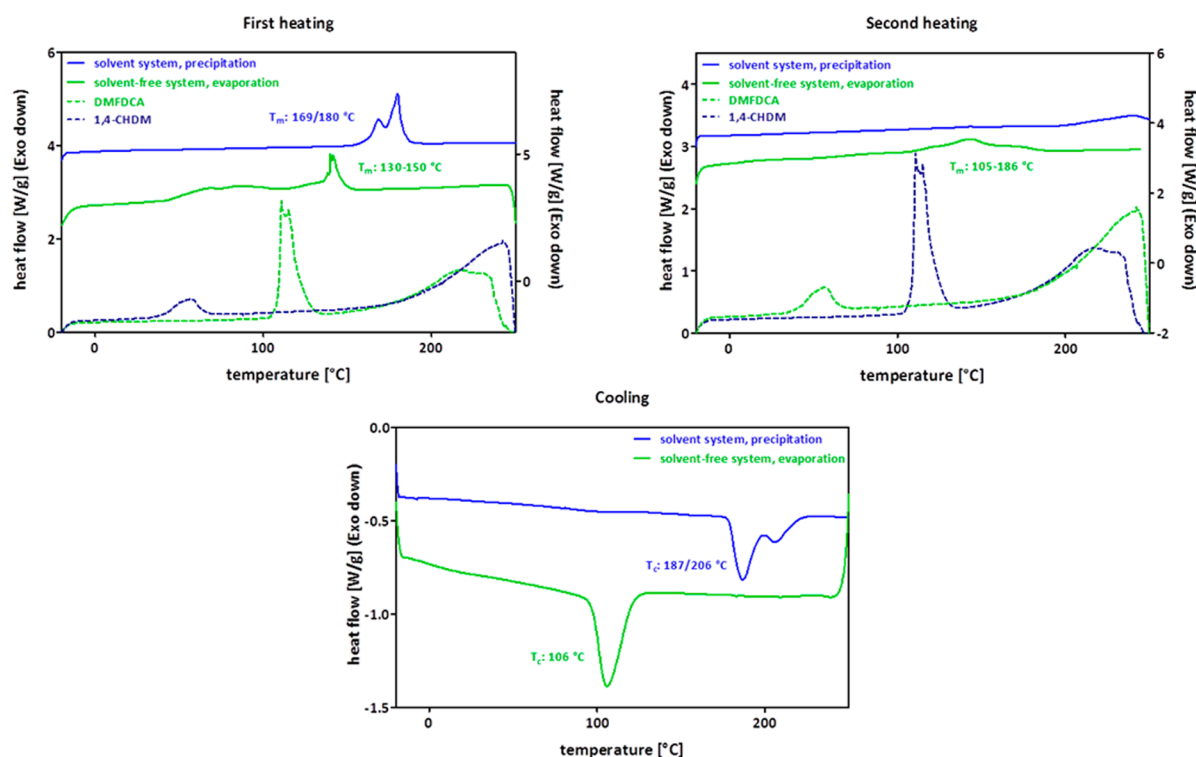 First heating
heat flow [W/g] (Exo down)
6
4
2
0
solvent system, precipitation
solvent-free system, evaporation
DMFDCA
1,4-CHDM
Tm: 169/180 °C
Tm: 130-150 °C
5
0
heat flow [W/g] (Exo down)
0
100
200
temperature [°C]
Second heating
heat flow [W/g] (Exo down)
4
3
2
1
0
solvent system, precipitation
solvent-free system, evaporation
DMFDCA
1,4-CHDM
Tm: 105-186 °C
6
4
2
0
-2
heat flow [W/g] (Exo down)
0
100
200
temperature [°C]
Cooling
heat flow [W/g] (Exo down)
0.0
-0.5
-1.0
-1.5
solvent system, precipitation
solvent-free system, evaporation
Tc: 187/206 °C
Tc: 106 °C
0
100
200
temperature [°C]